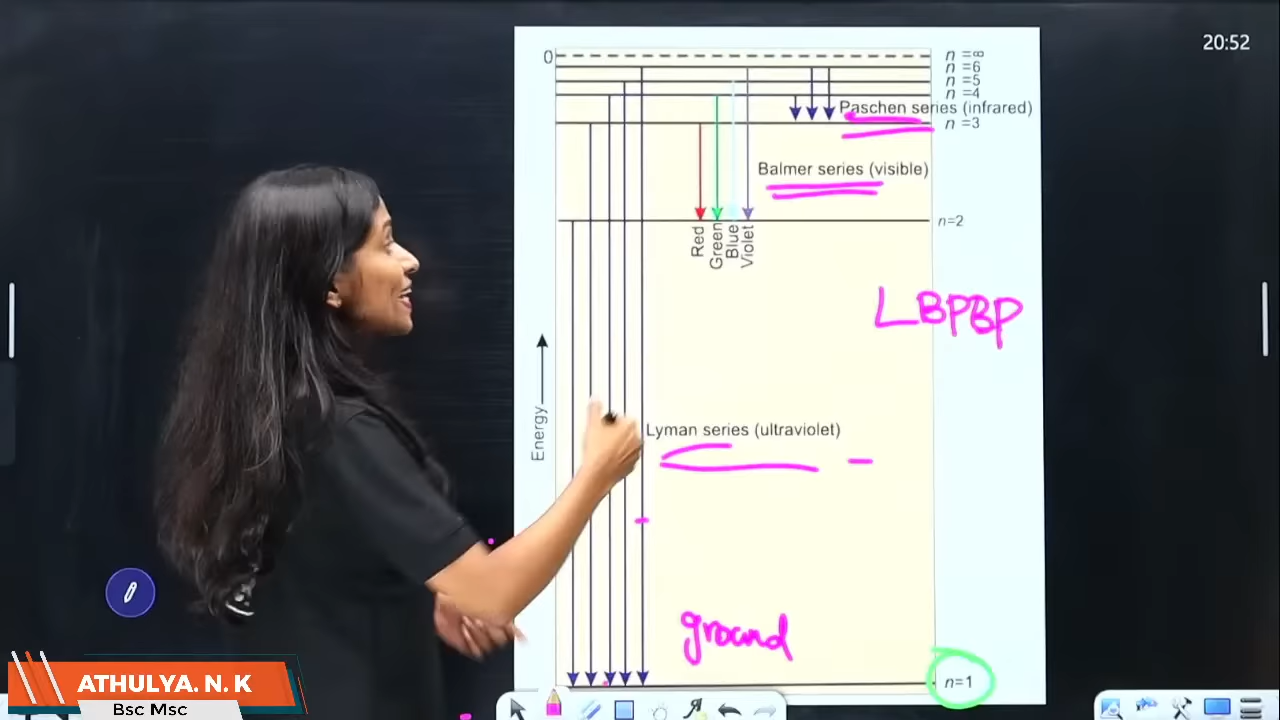 20:52
0
n =∞
n =6
n =5
n =4
Paschen series (infrared)
n =3
Balmer series (visible)
n=2
Red
Green
Blue
Violet
LBPBP
Energy
Lyman series (ultraviolet)
ground
n=1
ATHULYA. N. K
Bsc Msc